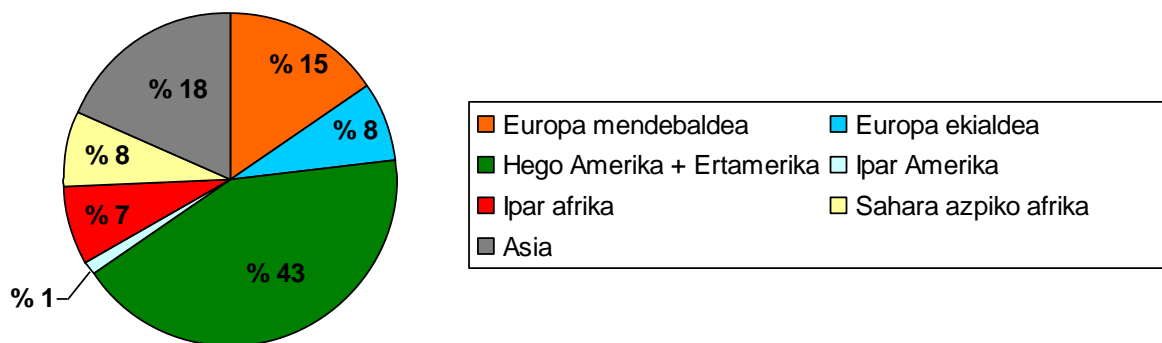 % 15
% 18
% 8
% 8
% 7
% 43
% 1
Europa mendebaldea
Europa ekialdea
Hego Amerika + Ertamerika
Ipar Amerika
Ipar afrika
Sahara azpiko afrika
Asia